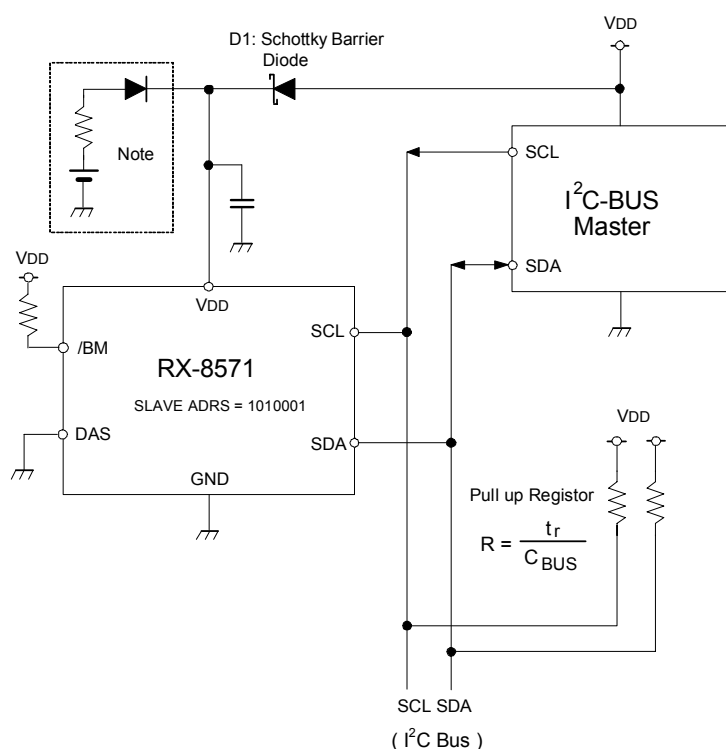 D1: Schottky Barrier
Diode
VDD
Note
SCL
I²C-BUS
Master
SDA
VDD
VDD
/BM
SCL
RX-8571
SLAVE ADRS = 1010001
DAS
SDA
GND
VDD
Pull up Registor
R = tr / CBUS
SCL SDA
( I²C Bus )